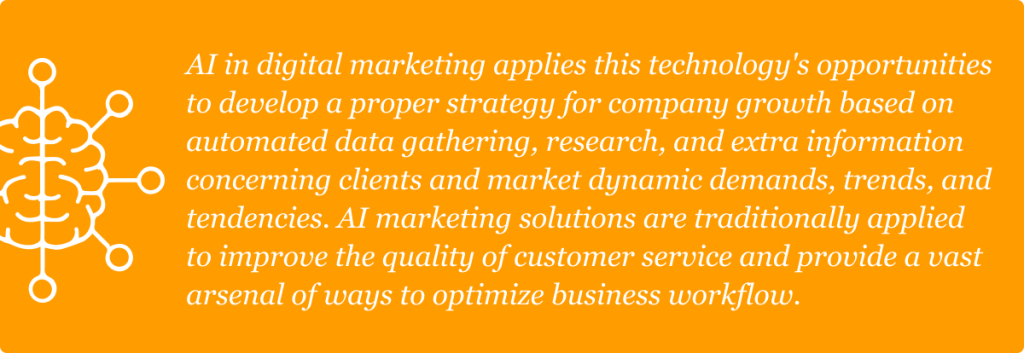 AI in digital marketing applies this technology's opportunities
to develop a proper strategy for company growth based on
automated data gathering, research, and extra information
concerning clients and market dynamic demands, trends, and
tendencies. AI marketing solutions are traditionally applied
to improve the quality of customer service and provide a vast
arsenal of ways to optimize business workflow.